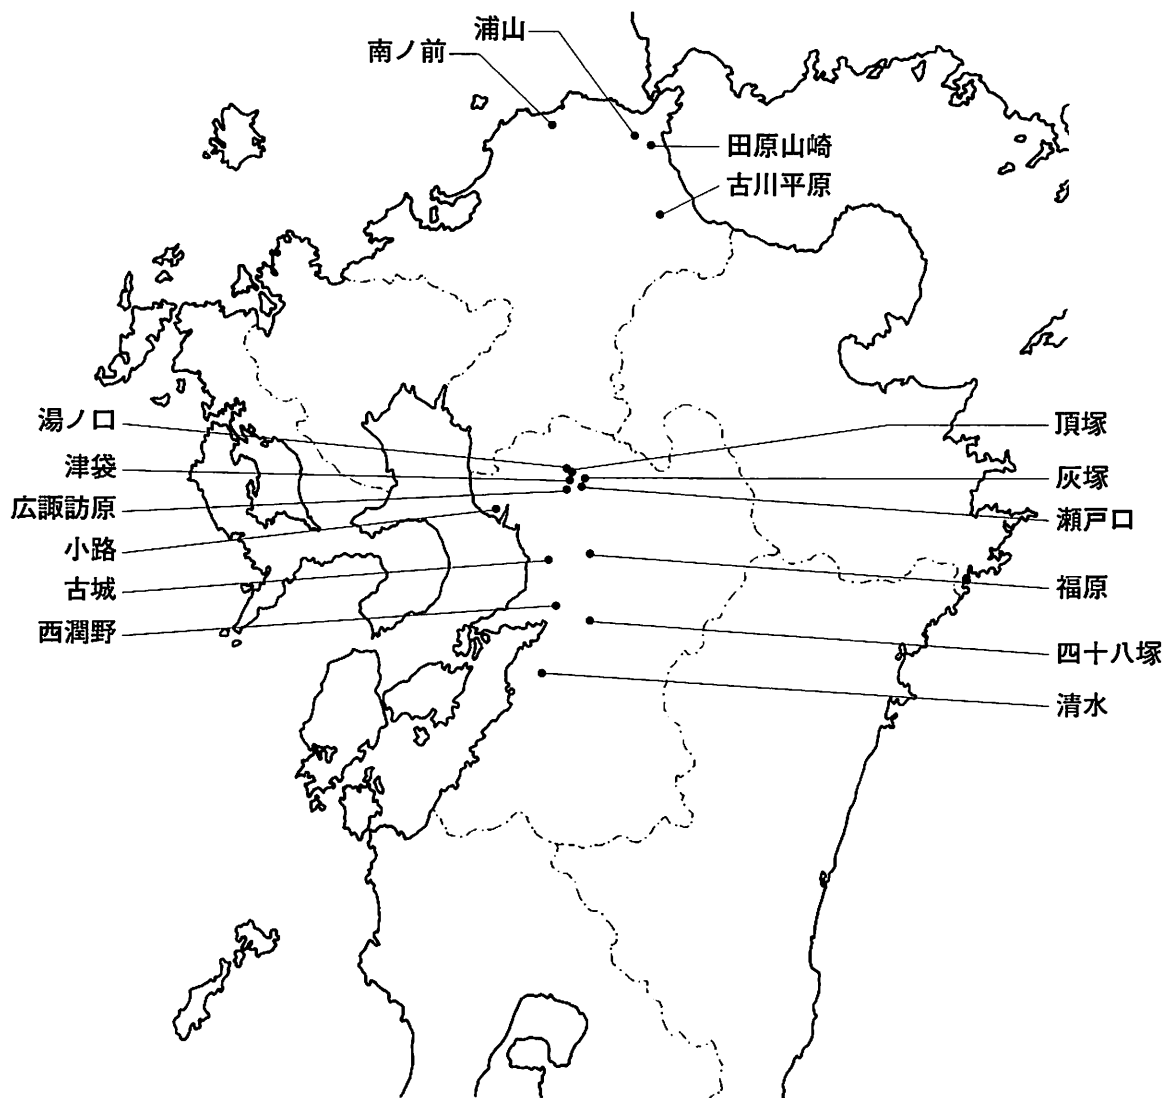 浦山
南ノ前
田原山崎
古川平原
湯ノ口
津袋
広諏訪原
小路
古城
西潤野
頂塚
灰塚
瀬戸口
福原
四十八塚
清水